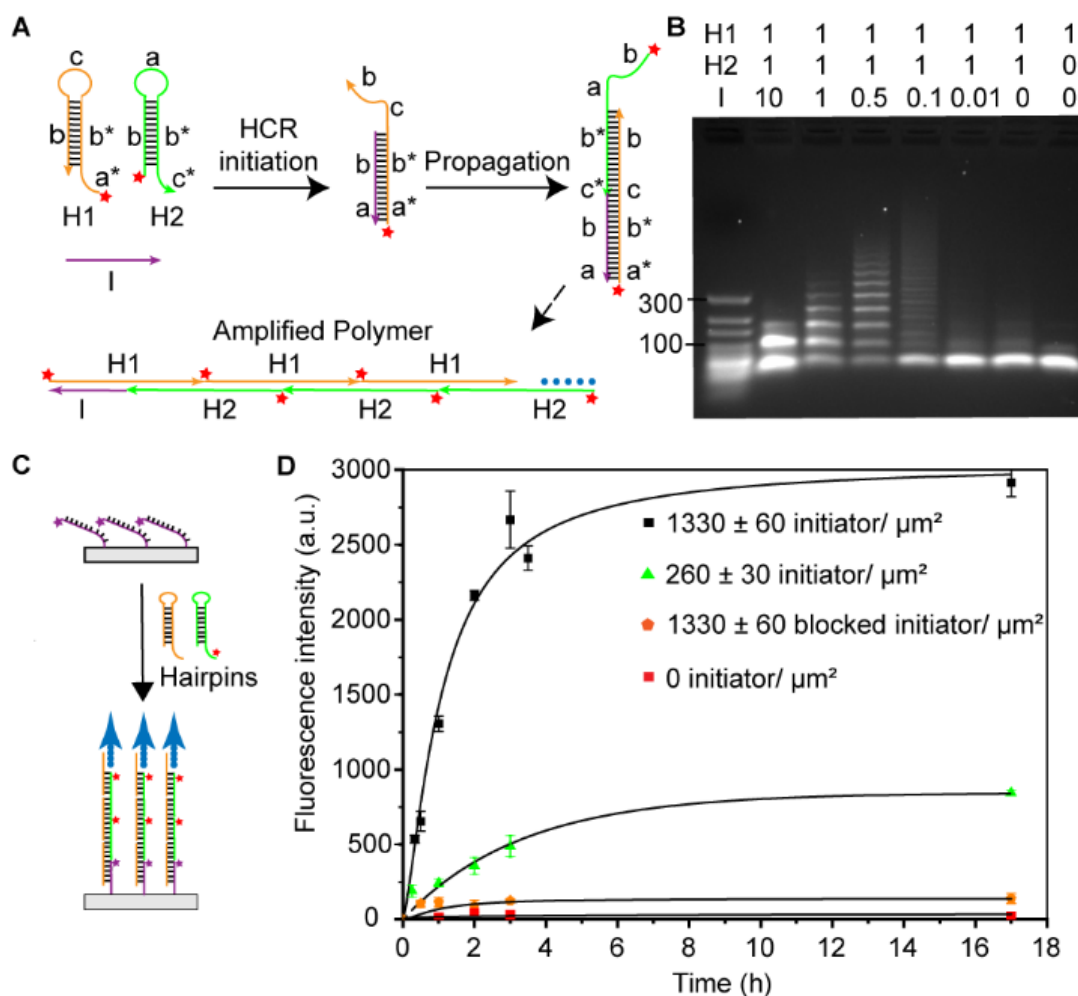 A
c
a
b
b*
b
b*
a*
c*
H1
H2
I
HCR
initiation
b
c
b
b*
a
a*
Propagation
b
a
b*
b
c*
c
b
b*
a
a*
Amplified Polymer
H1
H1
H1
I
H2
H2
H2
B
H1 1 1 1 1 1 1 1
H2 1 1 1 1 1 1 0
I 10 1 0.5 0.1 0.01 0 0
300
100
C
Hairpins
D
Fluorescence intensity (a.u.)
3000
2500
2000
1500
1000
500
0
1330 ± 60 initiator/ µm²
260 ± 30 initiator/ µm²
1330 ± 60 blocked initiator/ µm²
0 initiator/ µm²
0 2 4 6 8 10 12 14 16 18
Time (h)